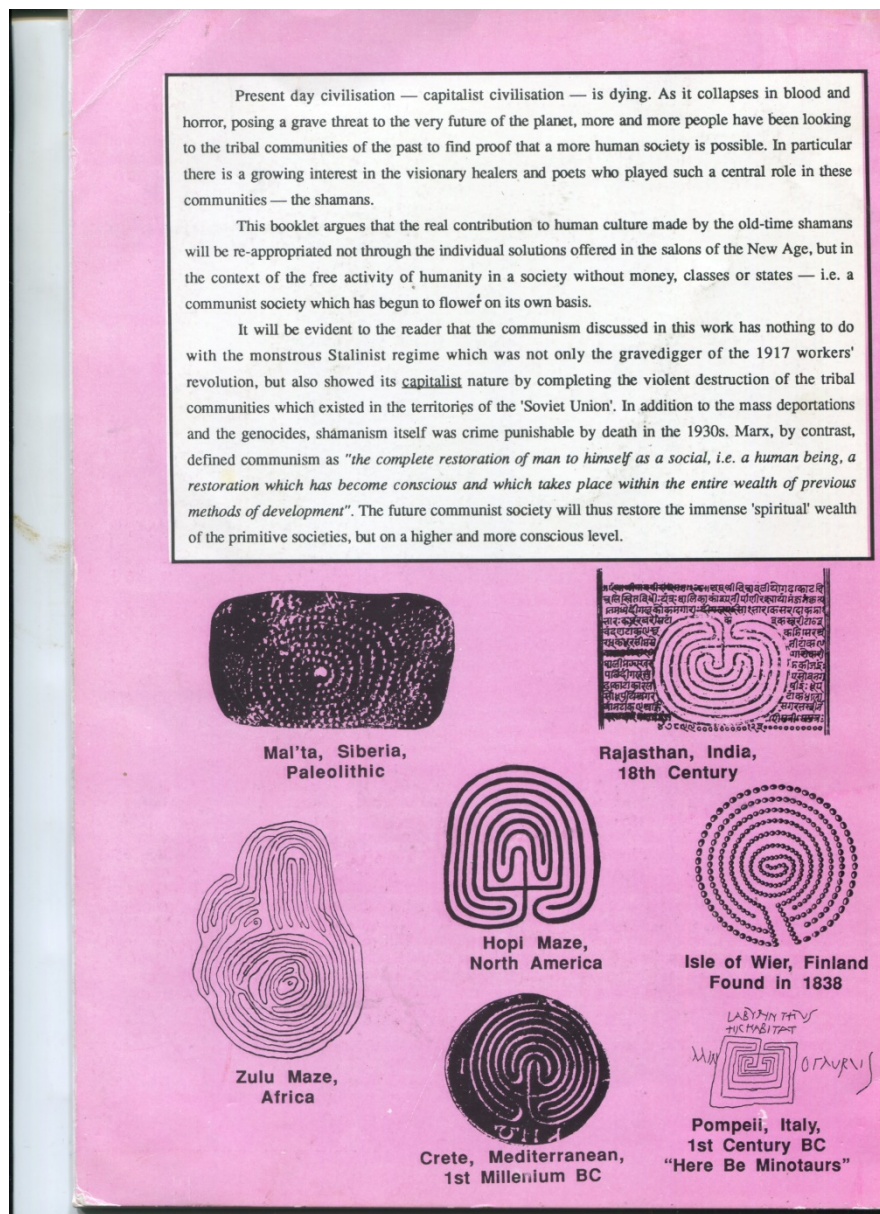 Present day civilisation — capitalist civilisation — is dying. As it collapses in blood and
horror, posing a grave threat to the very future of the planet, more and more people have been looking
to the tribal communities of the past to find proof that a more human society is possible. In particular
there is a growing interest in the visionary healers and poets who played such a central role in these
communities — the shamans.
This booklet argues that the real contribution to human culture made by the old-time shamans
will be re-appropriated not through the individual solutions offered in the salons of the New Age, but in
the context of the free activity of humanity in a society without money, classes or states — i.e. a
communist society which has begun to flower on its own basis.
It will be evident to the reader that the communism discussed in this work has nothing to do
with the monstrous Stalinist regime which was not only the gravedigger of the 1917 workers'
revolution, but also showed its capitalist nature by completing the violent destruction of the tribal
communities which existed in the territories of the 'Soviet Union'. In addition to the mass deportations
and the genocides, shamanism itself was crime punishable by death in the 1930s. Marx, by contrast,
defined communism as "the complete restoration of man to himself as a social, i.e. a human being, a
restoration which has become conscious and which takes place within the entire wealth of previous
methods of development". The future communist society will thus restore the immense 'spiritual' wealth
of the primitive societies, but on a higher and more conscious level.
Mal'ta, Siberia,
Paleolithic
Rajasthan, India,
18th Century
Hopi Maze,
North America
Isle of Wier, Finland
Found in 1838
Zulu Maze,
Africa
LABYRINTHUS
HIC HABITAT
MINOTAURUS
Crete, Mediterranean,
1st Millenium BC
Pompeii, Italy,
1st Century BC
"Here Be Minotaurs"